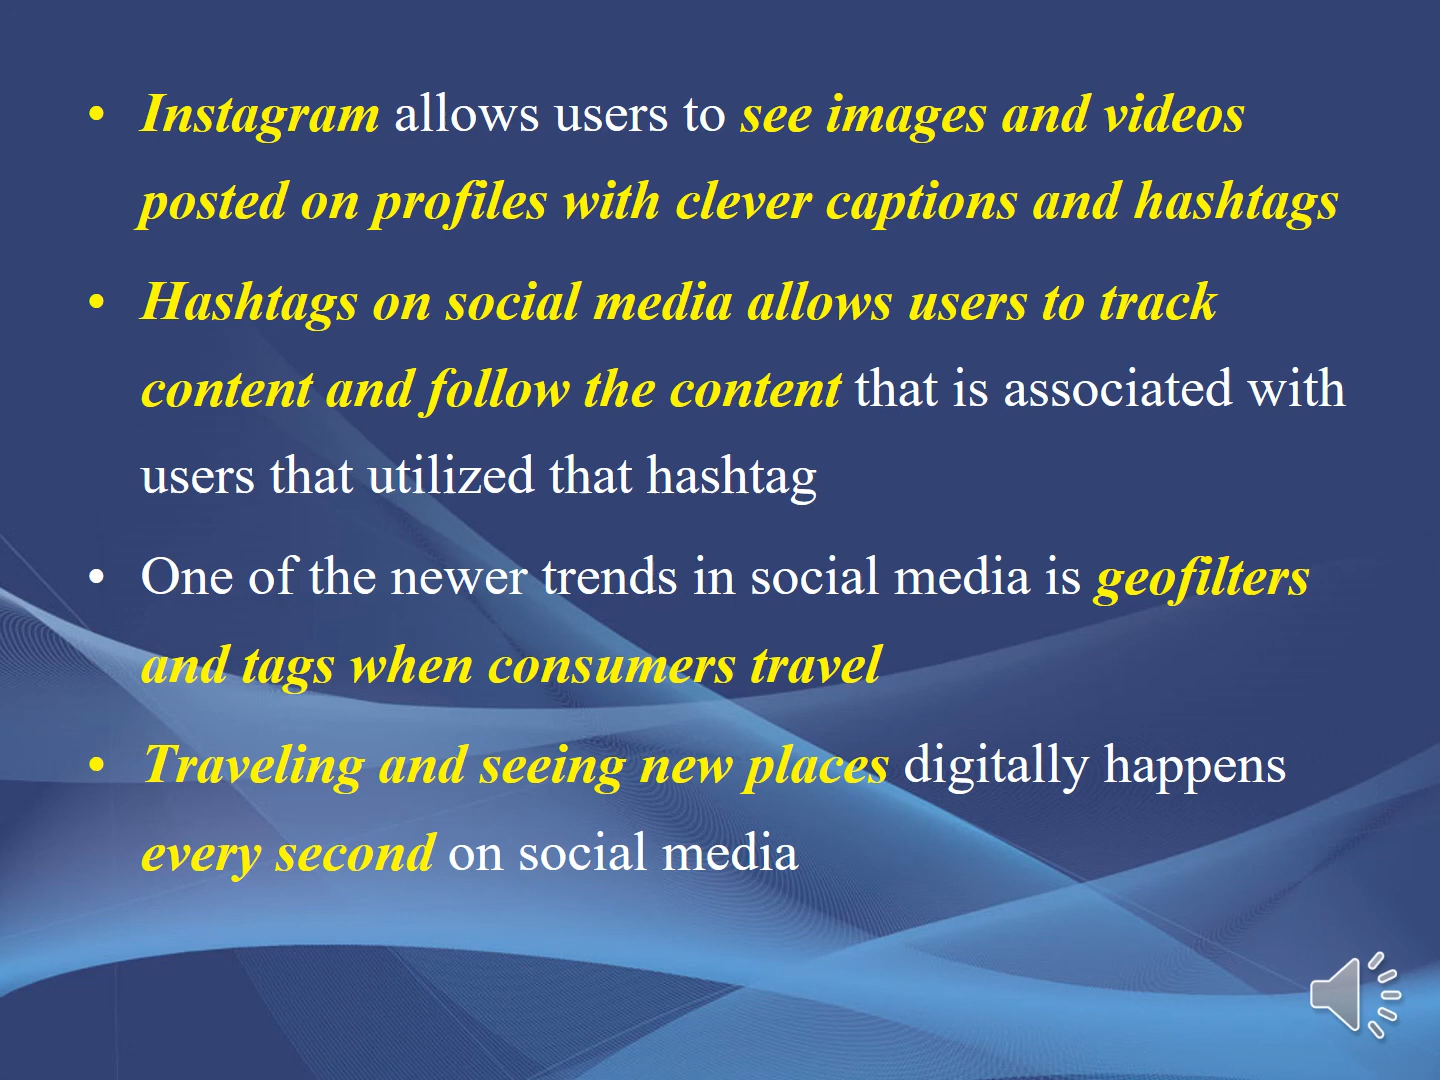 • Instagram allows users to see images and videos
posted on profiles with clever captions and hashtags
• Hashtags on social media allows users to track
content and follow the content that is associated with
users that utilized that hashtag
• One of the newer trends in social media is geofilters
and tags when consumers travel
• Traveling and seeing new places digitally happens
every second on social media